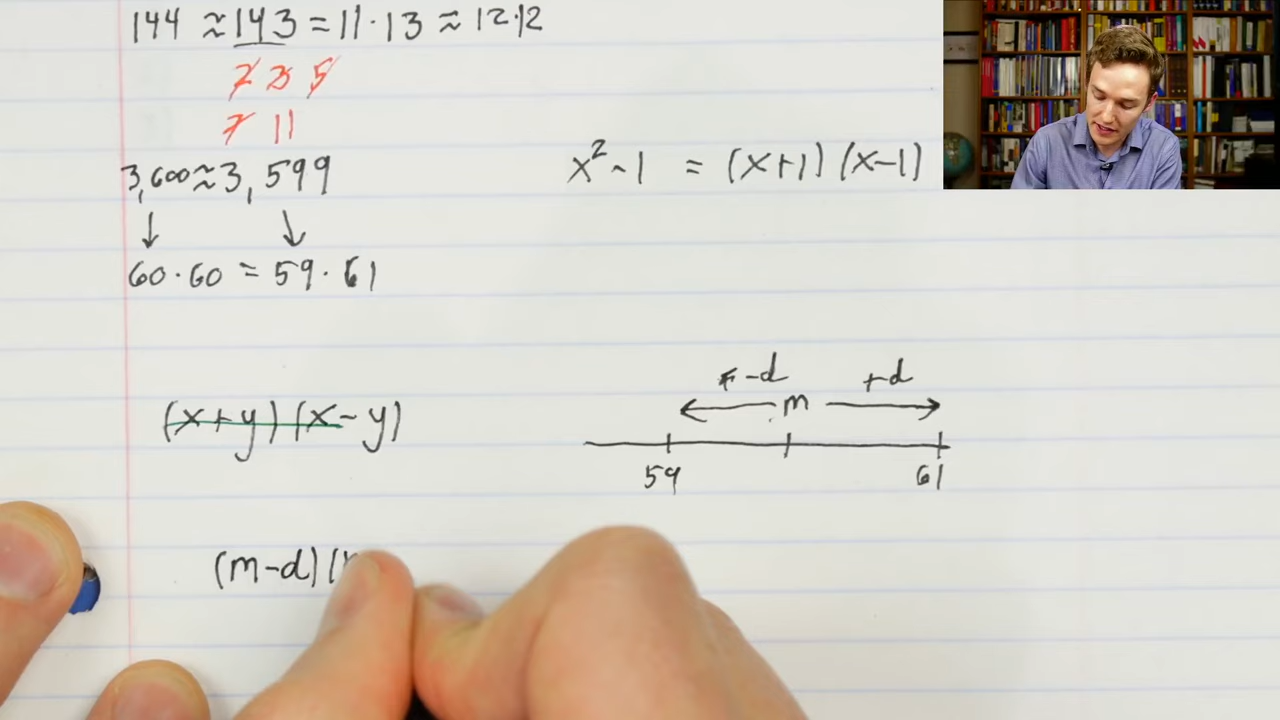 144 ≈ 143 = 11·13 ≈ 12·12
7 3 5
7 11
3,600 ≈ 3,599
x² - 1 = (x+1)(x-1)
↓ ↘
60·60 = 59·61
-d +d
← m →
(x+y)(x-y)
59 61
(m-d)(